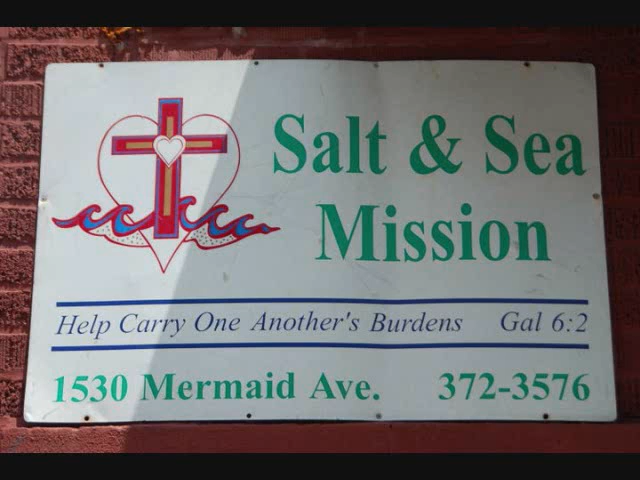 Salt & Sea
Mission
Help Carry One Another's Burdens Gal 6:2
1530 Mermaid Ave. 372-3576